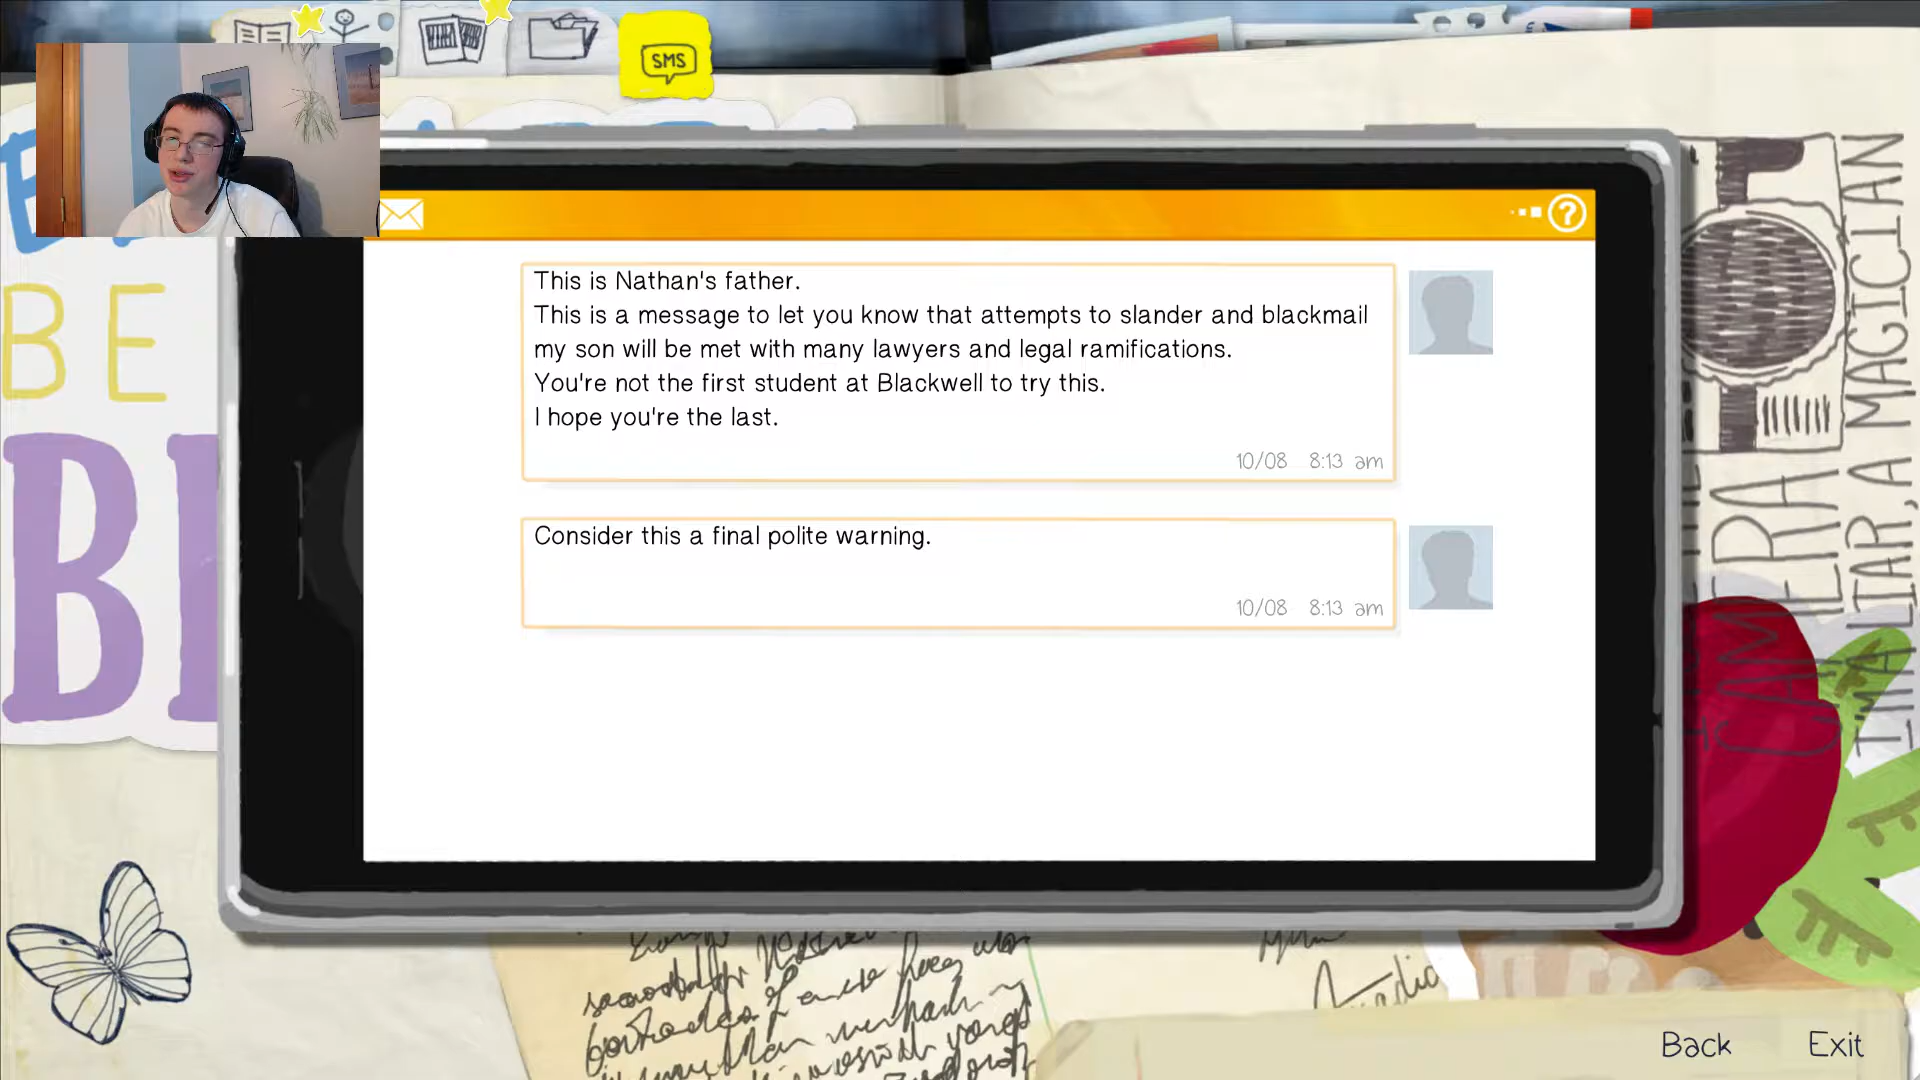 SMS
This is Nathan's father.
This is a message to let you know that attempts to slander and blackmail
my son will be met with many lawyers and legal ramifications.
You're not the first student at Blackwell to try this.
I hope you're the last.
10/08 8:13 am
Consider this a final polite warning.
10/08 8:13 am
BE
CAMERA
LIAR, A MAGICIAN
Back Exit